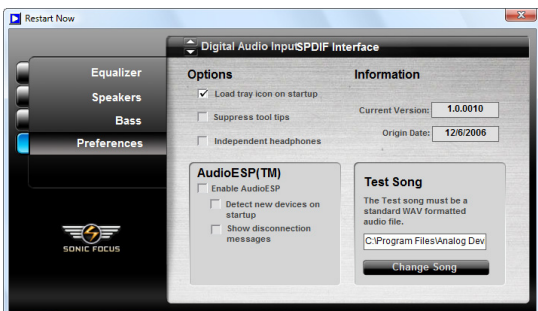 Restart Now
Digital Audio InputSPDIF Interface
Equalizer
Speakers
Bass
Preferences
SONIC FOCUS
Options
Load tray icon on startup
Suppress tool tips
Independent headphones
Information
Current Version: 1.0.0010
Origin Date: 12/6/2006
AudioESP(TM)
Enable AudioESP
Detect new devices on
startup
Show disconnection
messages
Test Song
The Test song must be a
standard WAV formatted
audio file.
C:\Program Files\Analog Dev
Change Song